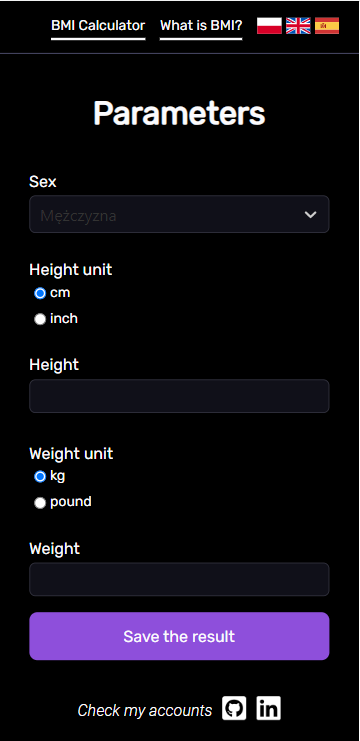 BMI Calculator What is BMI?
Parameters
Sex
Mężczyzna
Height unit
cm
inch
Height
Weight unit
kg
pound
Weight
Save the result
Check my accounts
in